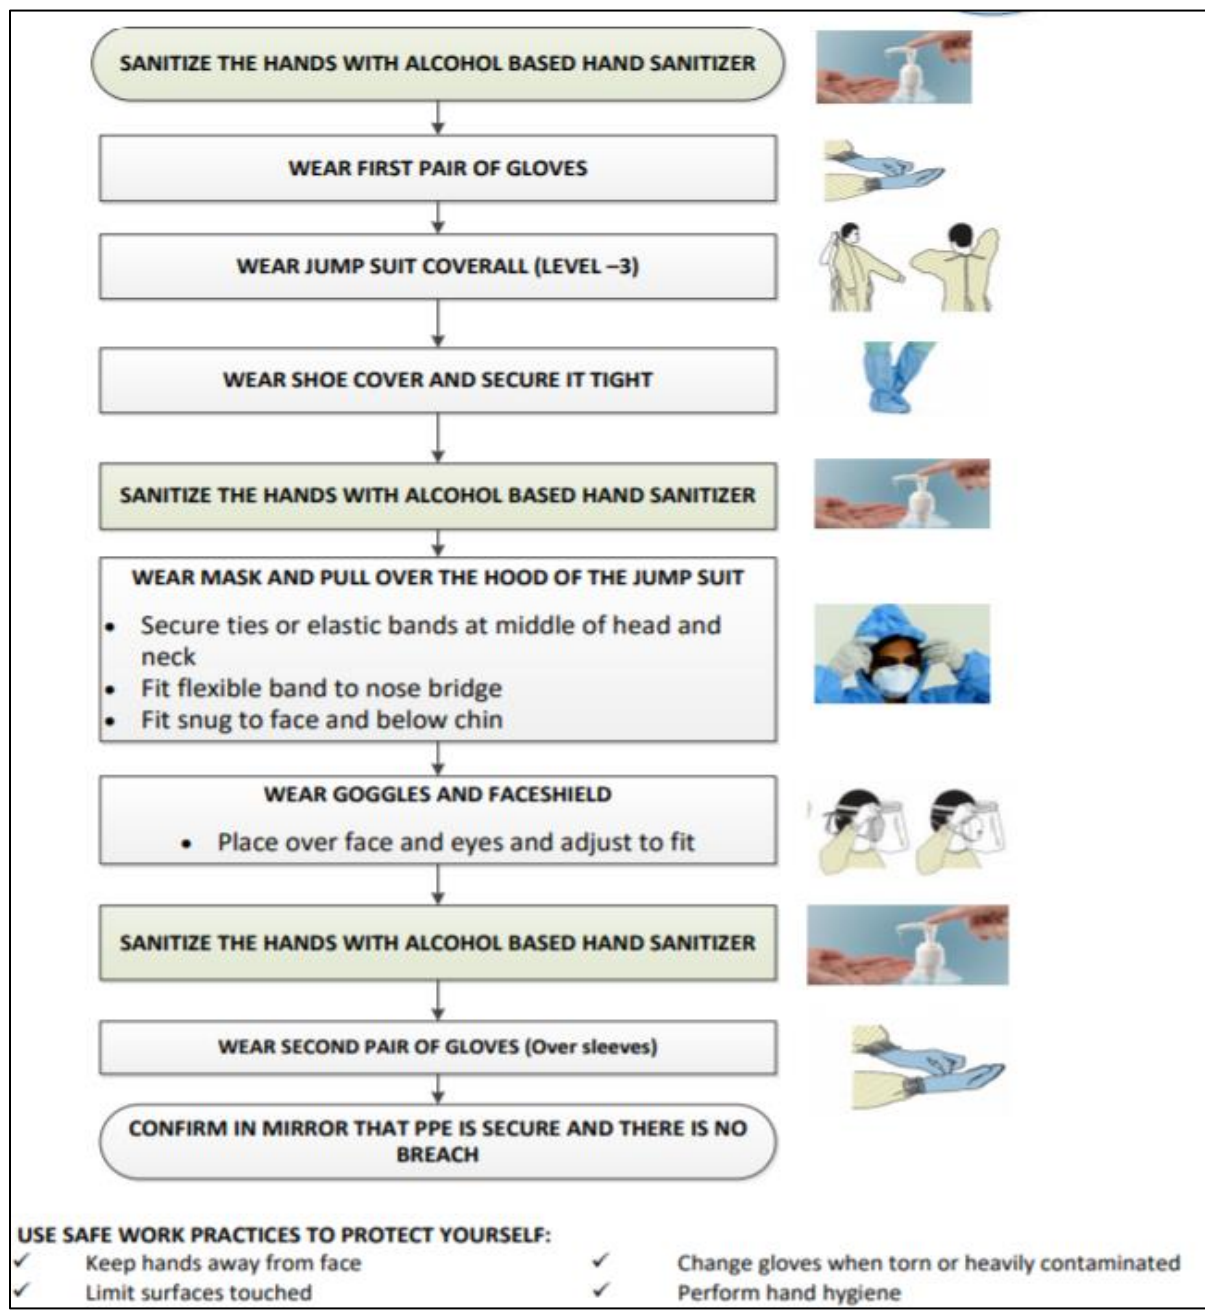 SANITIZE THE HANDS WITH ALCOHOL BASED HAND SANITIZER
WEAR FIRST PAIR OF GLOVES
WEAR JUMP SUIT COVERALL (LEVEL –3)
WEAR SHOE COVER AND SECURE IT TIGHT
SANITIZE THE HANDS WITH ALCOHOL BASED HAND SANITIZER
WEAR MASK AND PULL OVER THE HOOD OF THE JUMP SUIT
• Secure ties or elastic bands at middle of head and
neck
• Fit flexible band to nose bridge
• Fit snug to face and below chin
WEAR GOGGLES AND FACESHIELD
• Place over face and eyes and adjust to fit
SANITIZE THE HANDS WITH ALCOHOL BASED HAND SANITIZER
WEAR SECOND PAIR OF GLOVES (Over sleeves)
CONFIRM IN MIRROR THAT PPE IS SECURE AND THERE IS NO
BREACH
USE SAFE WORK PRACTICES TO PROTECT YOURSELF:
✓ Keep hands away from face
✓ Limit surfaces touched
✓ Change gloves when torn or heavily contaminated
✓ Perform hand hygiene